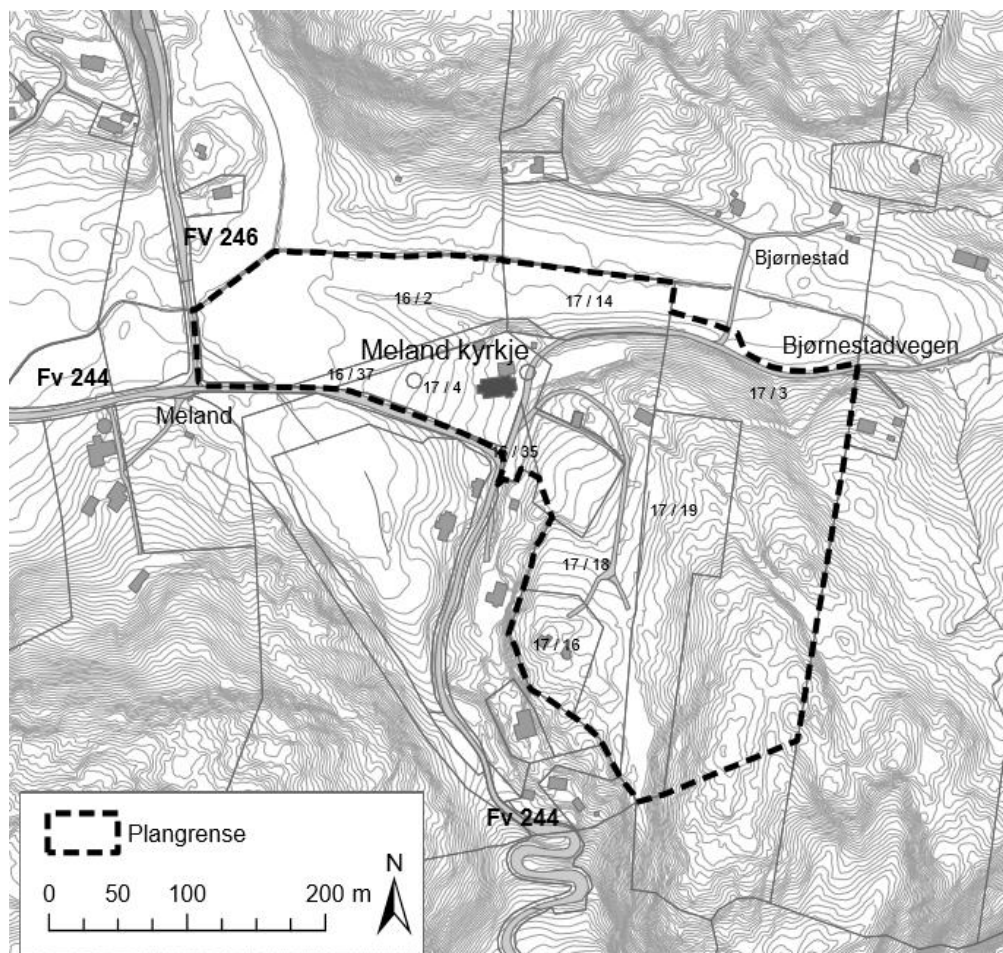 FV 246
Bjørnestad
16 / 2
17 / 14
Bjørnestadvegen
Meland kyrkje
Fv 244
16 / 37
17 / 4
17 / 3
Meland
/ 35
17 / 19
17 / 18
17 / 16
Fv 244
Plangrense
N
0 50 100 200 m